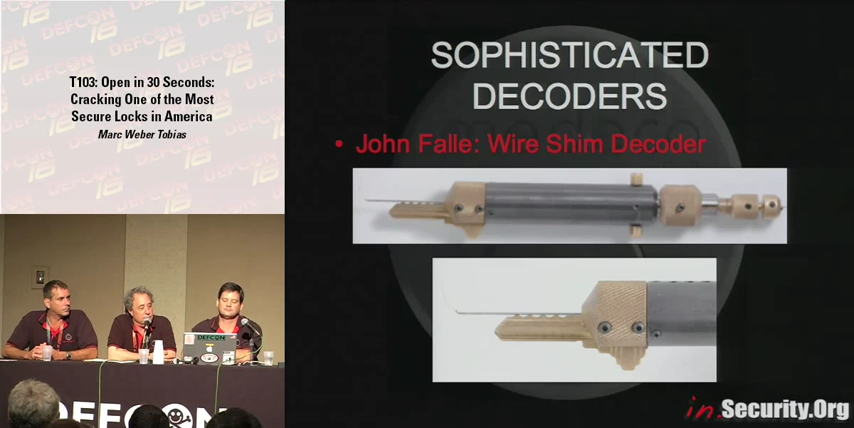 T103: Open in 30 Seconds:
Cracking One of the Most
Secure Locks in America
Marc Weber Tobias
SOPHISTICATED
DECODERS
• John Falle: Wire Shim Decoder
DEFCON
DEFCON
in.Security.Org